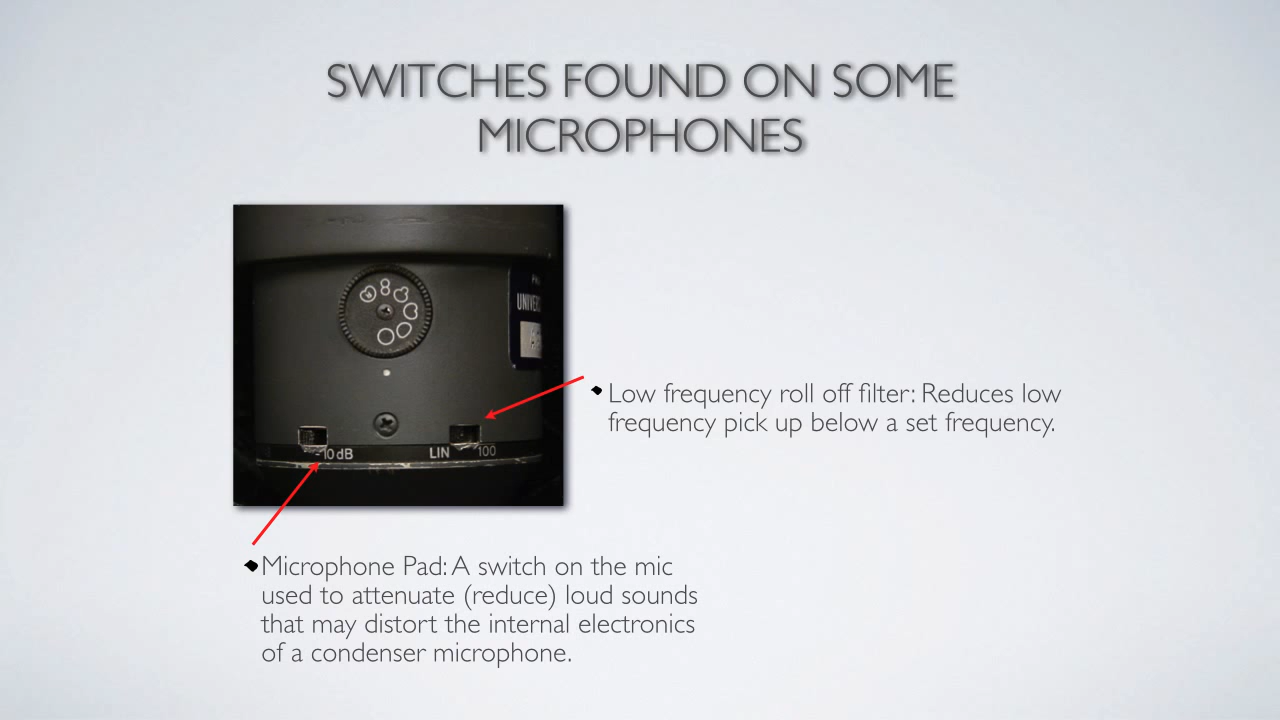 SWITCHES FOUND ON SOME
MICROPHONES
-10 dB
LIN
100
Low frequency roll off filter: Reduces low
frequency pick up below a set frequency.
Microphone Pad: A switch on the mic
used to attenuate (reduce) loud sounds
that may distort the internal electronics
of a condenser microphone.